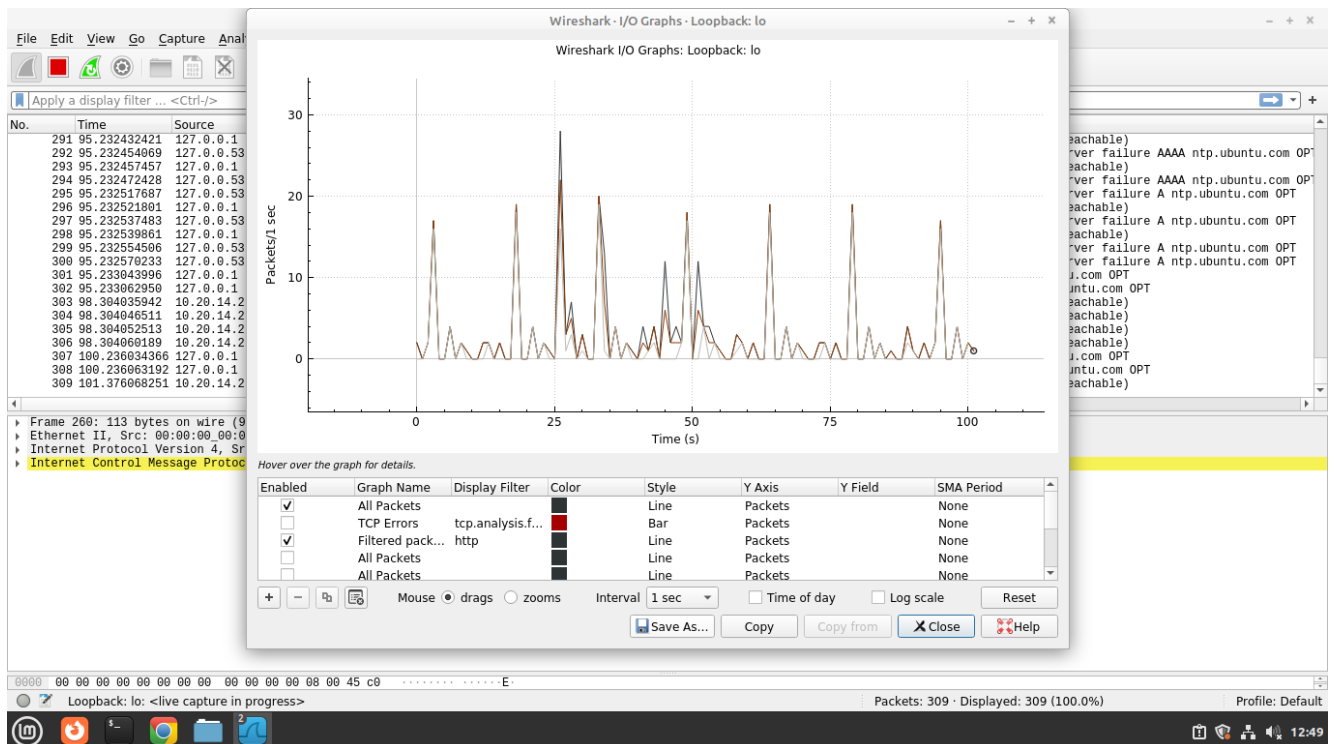 Wireshark · I/O Graphs · Loopback: lo
File Edit View Go Capture Anal
Wireshark I/O Graphs: Loopback: lo
Apply a display filter ... <Ctrl-/>
No. Time Source
291 95.232432421 127.0.0.1 eachable)
292 95.232454069 127.0.0.53 rver failure AAAA ntp.ubuntu.com OPT
293 95.232457457 127.0.0.1 eachable)
294 95.232472428 127.0.0.53 rver failure AAAA ntp.ubuntu.com OPT
295 95.232517687 127.0.0.53 rver failure A ntp.ubuntu.com OPT
296 95.232521801 127.0.0.1 eachable)
297 95.232537483 127.0.0.53 rver failure A ntp.ubuntu.com OPT
298 95.232539861 127.0.0.1 eachable)
299 95.232554506 127.0.0.53 rver failure A ntp.ubuntu.com OPT
300 95.232570233 127.0.0.53 rver failure A ntp.ubuntu.com OPT
301 95.233043996 127.0.0.1 u.com OPT
302 95.233062950 127.0.0.1 untu.com OPT
303 98.304035942 10.20.14.2 eachable)
304 98.304046511 10.20.14.2 eachable)
305 98.304052513 10.20.14.2 eachable)
306 98.304060189 10.20.14.2 eachable)
307 100.236034366 127.0.0.1 u.com OPT
308 100.236063192 127.0.0.1 untu.com OPT
309 101.376068251 10.20.14.2 eachable)
Packets/1 sec
30
20
10
0
0 25 50 75 100
Time (s)
Frame 260: 113 bytes on wire (9
Ethernet II, Src: 00:00:00_00:0
Internet Protocol Version 4, Sr
Internet Control Message Protoc
Hover over the graph for details.
Enabled Graph Name Display Filter Color Style Y Axis Y Field SMA Period
All Packets Line Packets None
TCP Errors tcp.analysis.f... Bar Packets None
Filtered pack... http Line Packets None
All Packets Line Packets None
All Packets Line Packets None
+ − Mouse drags zooms Interval 1 sec Time of day Log scale Reset
Save As... Copy Copy from Close Help
0000 00 00 00 00 00 00 00 00 00 00 00 00 08 00 45 c0 ········ ······E·
Loopback: lo: <live capture in progress> Packets: 309 · Displayed: 309 (100.0%) Profile: Default
2
12:49